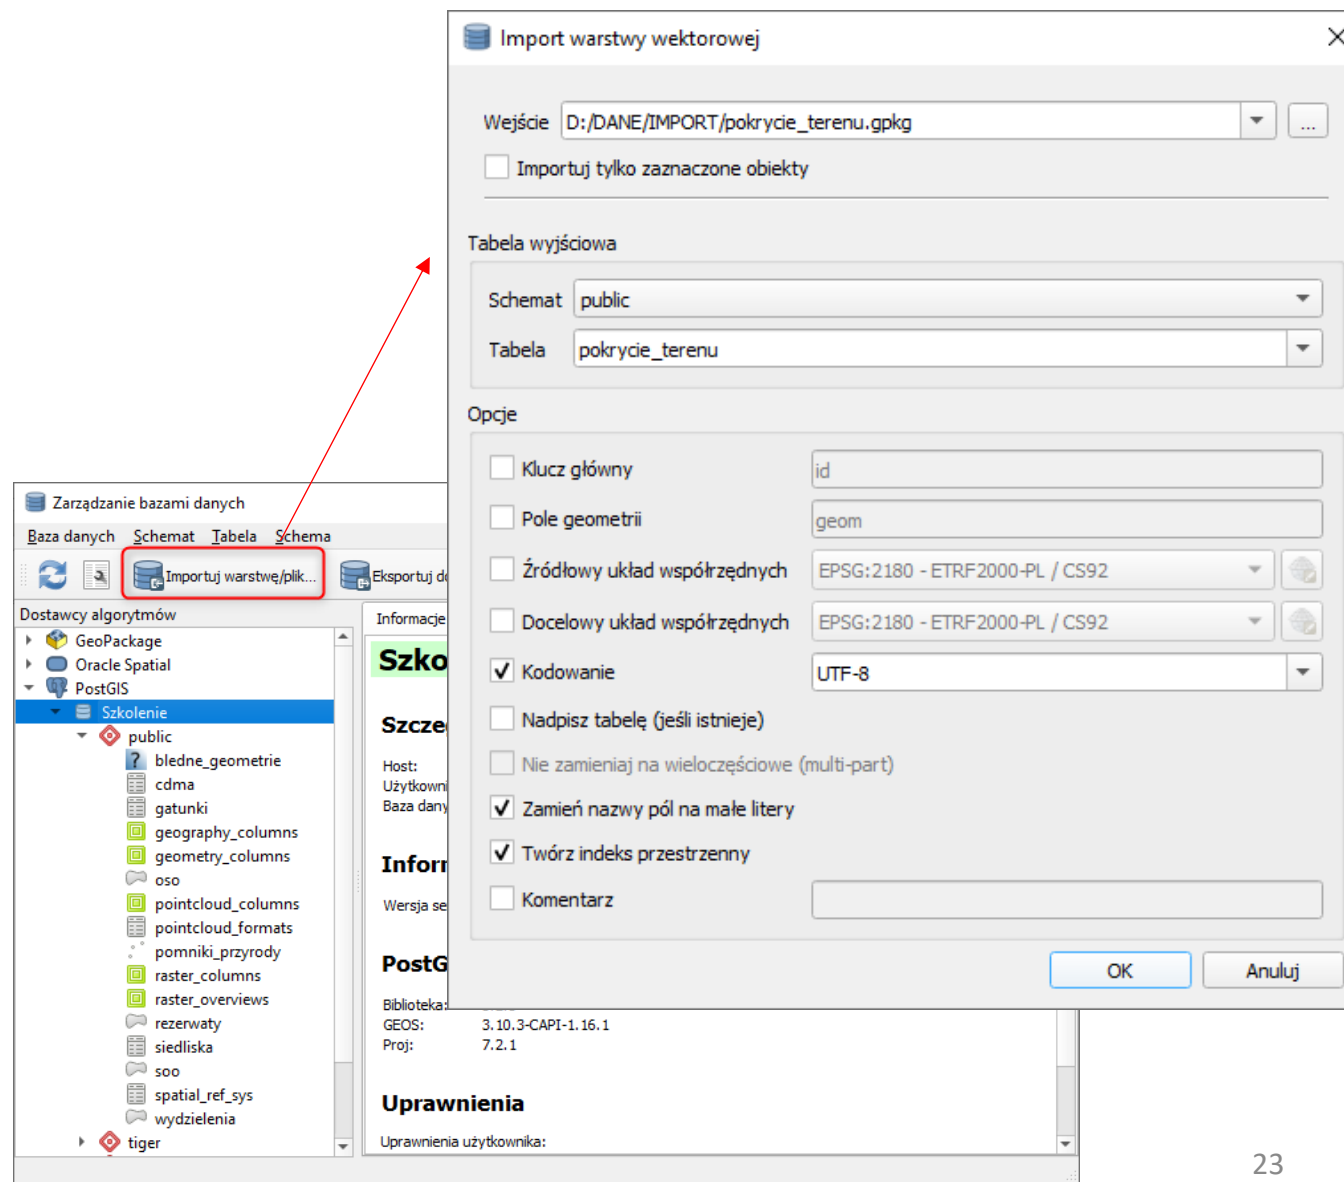 Import warstwy wektorowej
Wejście D:/DANE/IMPORT/pokrycie_terenu.gpkg ...
Importuj tylko zaznaczone obiekty
Tabela wyjściowa
Schemat public
Tabela pokrycie_terenu
Opcje
Klucz główny id
Pole geometrii geom
Źródłowy układ współrzędnych EPSG:2180 - ETRF2000-PL / CS92
Docelowy układ współrzędnych EPSG:2180 - ETRF2000-PL / CS92
Kodowanie UTF-8
Nadpisz tabelę (jeśli istnieje)
Nie zamieniaj na wieloczęściowe (multi-part)
Zamień nazwy pól na małe litery
Twórz indeks przestrzenny
Komentarz
OK Anuluj
Zarządzanie bazami danych
Baza danych Schemat Tabela Schema
Importuj warstwę/plik... Eksportuj do
Dostawcy algorytmów
GeoPackage
Oracle Spatial
PostGIS
Szkolenie
public
bledne_geometrie
cdma
gatunki
geography_columns
geometry_columns
oso
pointcloud_columns
pointcloud_formats
pomniki_przyrody
raster_columns
raster_overviews
rezerwaty
siedliska
soo
spatial_ref_sys
wydzielenia
tiger
Informacje
Szko
Szcze
Host:
Użytkowni
Baza dany
Infor
Wersja se
PostG
Biblioteka:
GEOS: 3.10.3-CAPI-1.16.1
Proj: 7.2.1
Uprawnienia
Uprawnienia użytkownika:
23